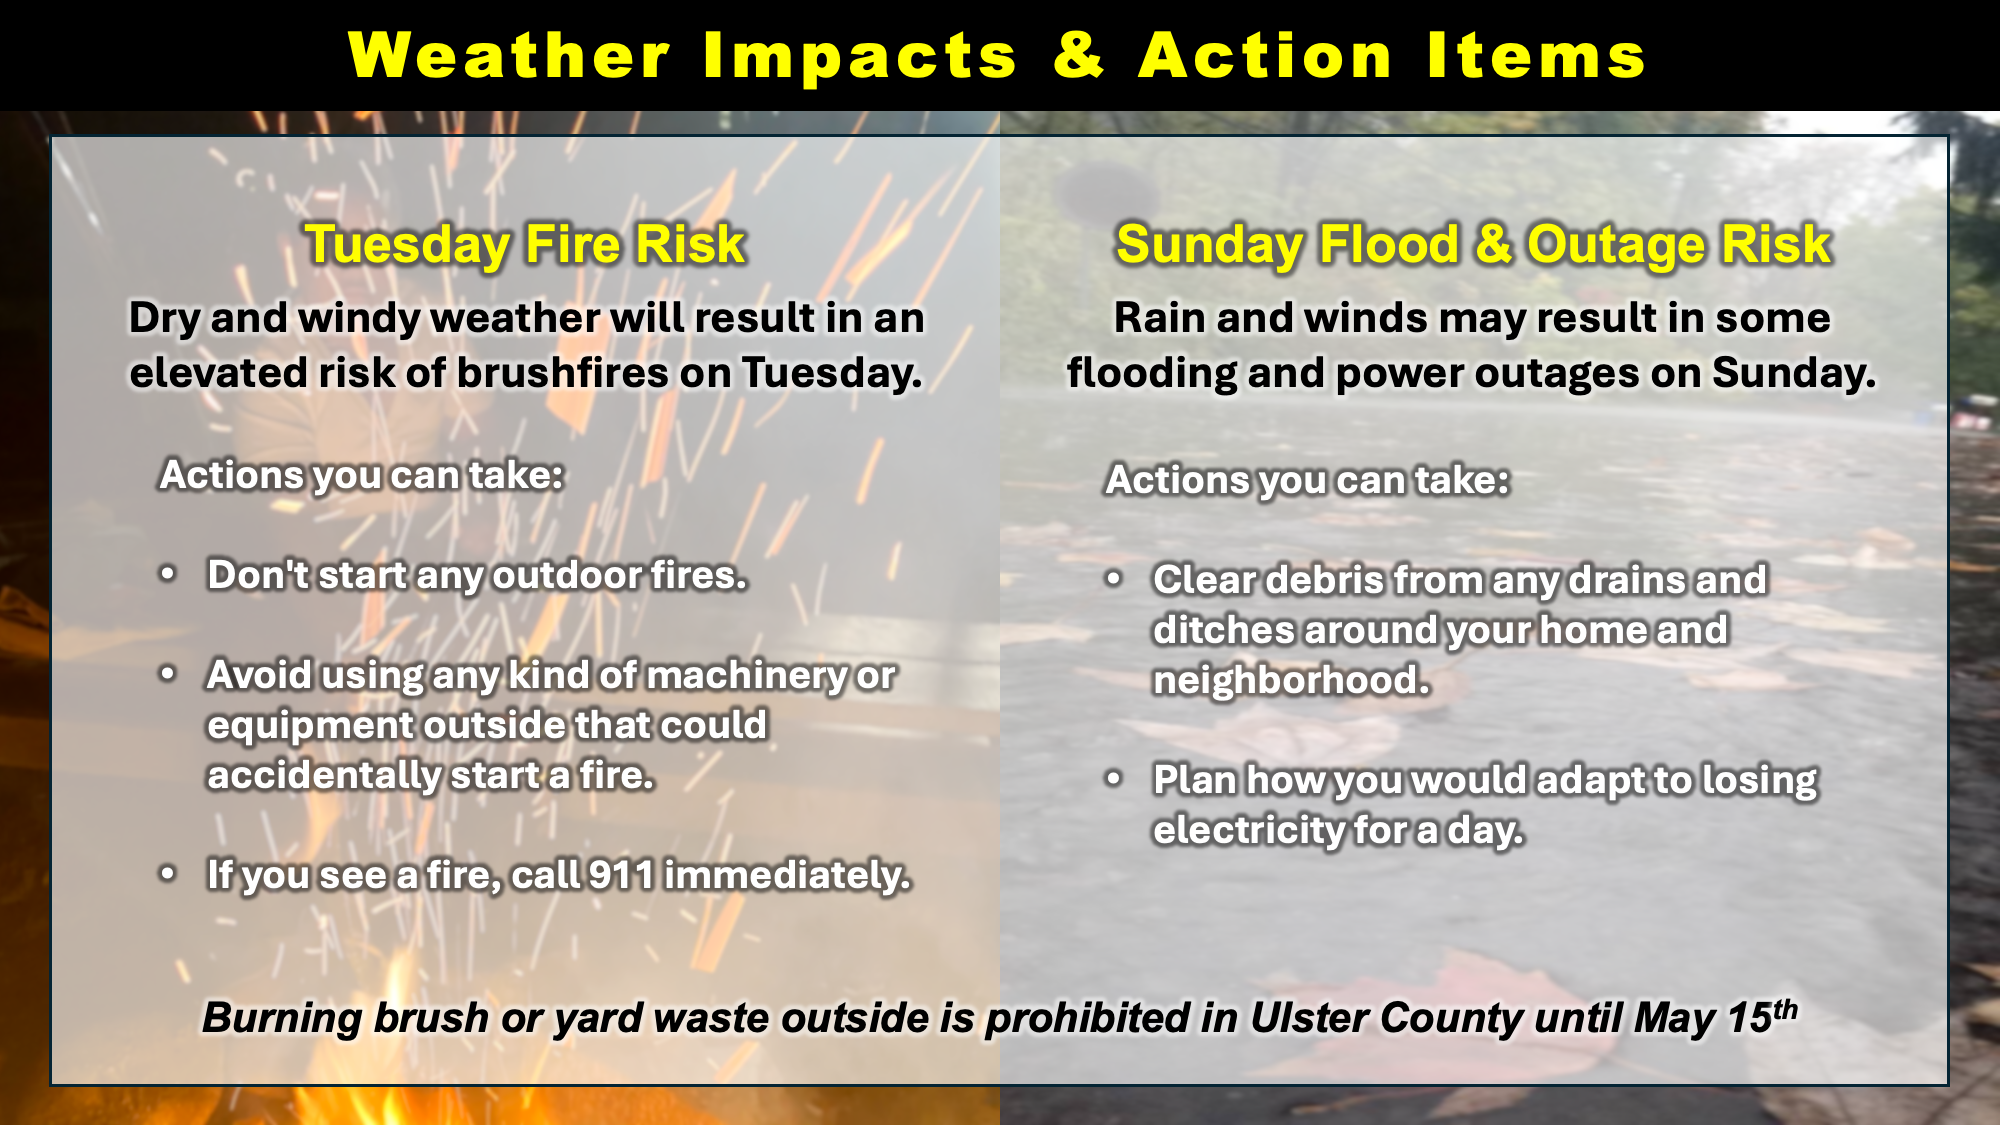 Weather Impacts & Action Items
Tuesday Fire Risk
Dry and windy weather will result in an
elevated risk of brushfires on Tuesday.
Actions you can take:
• Don't start any outdoor fires.
• Avoid using any kind of machinery or
equipment outside that could
accidentally start a fire.
• If you see a fire, call 911 immediately.
Sunday Flood & Outage Risk
Rain and winds may result in some
flooding and power outages on Sunday.
Actions you can take:
• Clear debris from any drains and
ditches around your home and
neighborhood.
• Plan how you would adapt to losing
electricity for a day.
Burning brush or yard waste outside is prohibited in Ulster County until May 15th